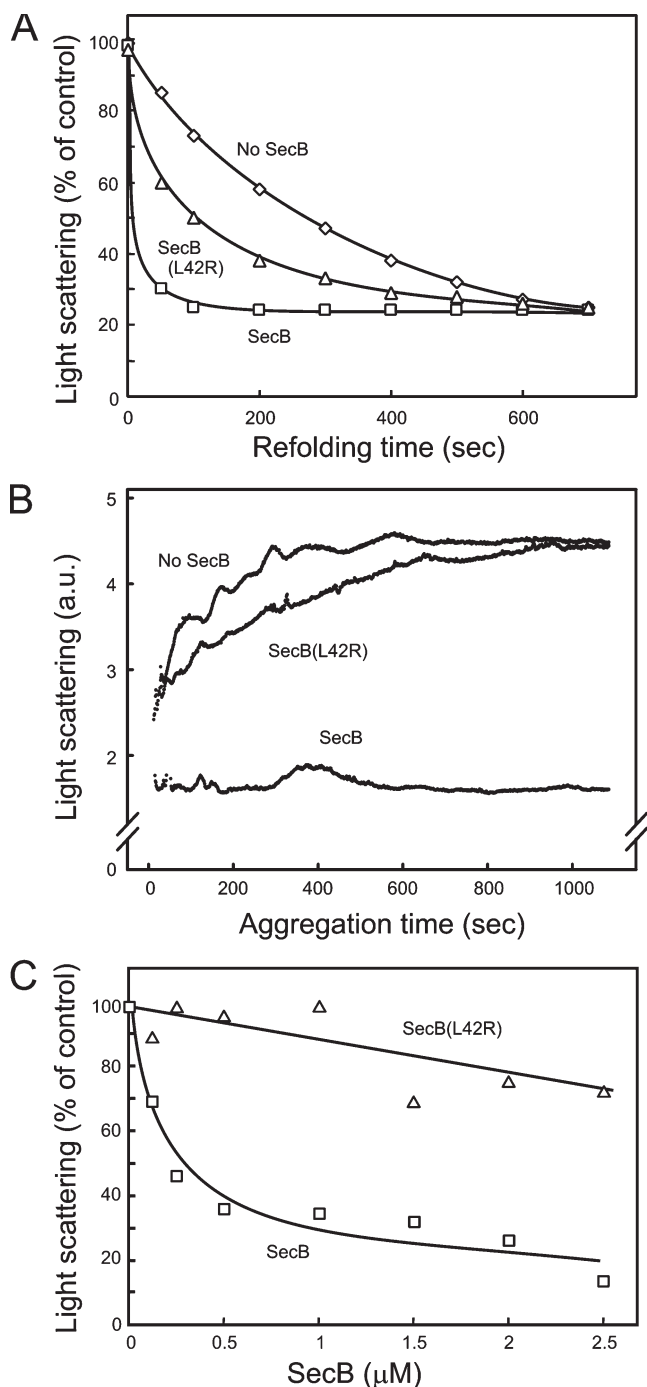 A
Light scattering (% of control)
100
80
60
40
20
0
No SecB
SecB
(L42R)
SecB
0
200
400
600
Refolding time (sec)
B
Light scattering (a.u.)
5
4
3
2
0
No SecB
SecB(L42R)
SecB
0
200
400
600
800
1000
Aggregation time (sec)
C
Light scattering (% of control)
100
80
60
40
20
0
SecB(L42R)
SecB
0
0.5
1
1.5
2
2.5
SecB (μM)